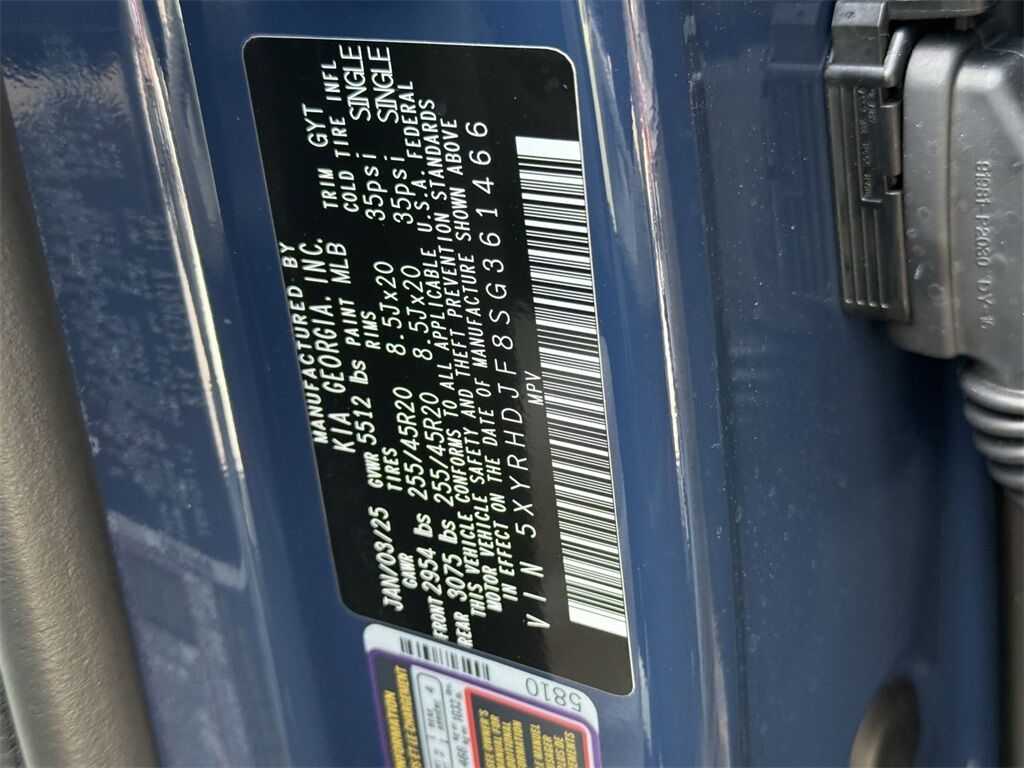 MANUFACTURED BY
KIA GEORGIA, INC.
JAN/03/25 GVWR 5512 lbs PAINT MLB TRIM GYT
GAWR TIRES RIMS COLD TIRE INFL
FRONT 2954 lbs 255/45R20 8.5Jx20 35psi SINGLE
REAR 3075 lbs 255/45R20 8.5Jx20 35psi SINGLE
THIS VEHICLE CONFORMS TO ALL APPLICABLE U.S.A. FEDERAL
MOTOR VEHICLE SAFETY AND THEFT PREVENTION STANDARDS
IN EFFECT ON THE DATE OF MANUFACTURE SHOWN ABOVE
MPV
VIN 5XYRHDJF8SG361466
5810